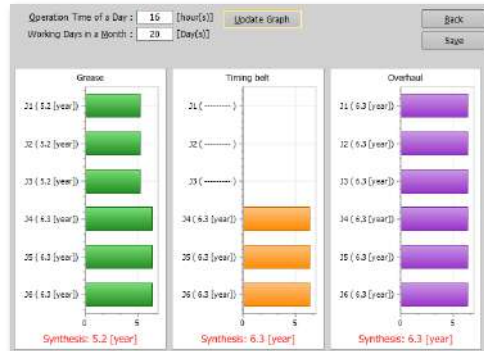 Operation Time of a Day : 16 [hour(s)] Update Graph Back
Working Days in a Month : 20 [Day(s)] Save
Grease
J1 ( 5.2 [year])
J2 ( 5.2 [year])
J3 ( 5.2 [year])
J4 ( 6.3 [year])
J5 ( 6.3 [year])
J6 ( 6.3 [year])
0 5
Synthesis: 5.2 [year]
Timing belt
J1 ( --------- )
J2 ( --------- )
J3 ( --------- )
J4 ( 6.3 [year])
J5 ( 6.3 [year])
J6 ( 6.3 [year])
0 5
Synthesis: 6.3 [year]
Overhaul
J1 ( 6.3 [year])
J2 ( 6.3 [year])
J3 ( 6.3 [year])
J4 ( 6.3 [year])
J5 ( 6.3 [year])
J6 ( 6.3 [year])
0 5
Synthesis: 6.3 [year]